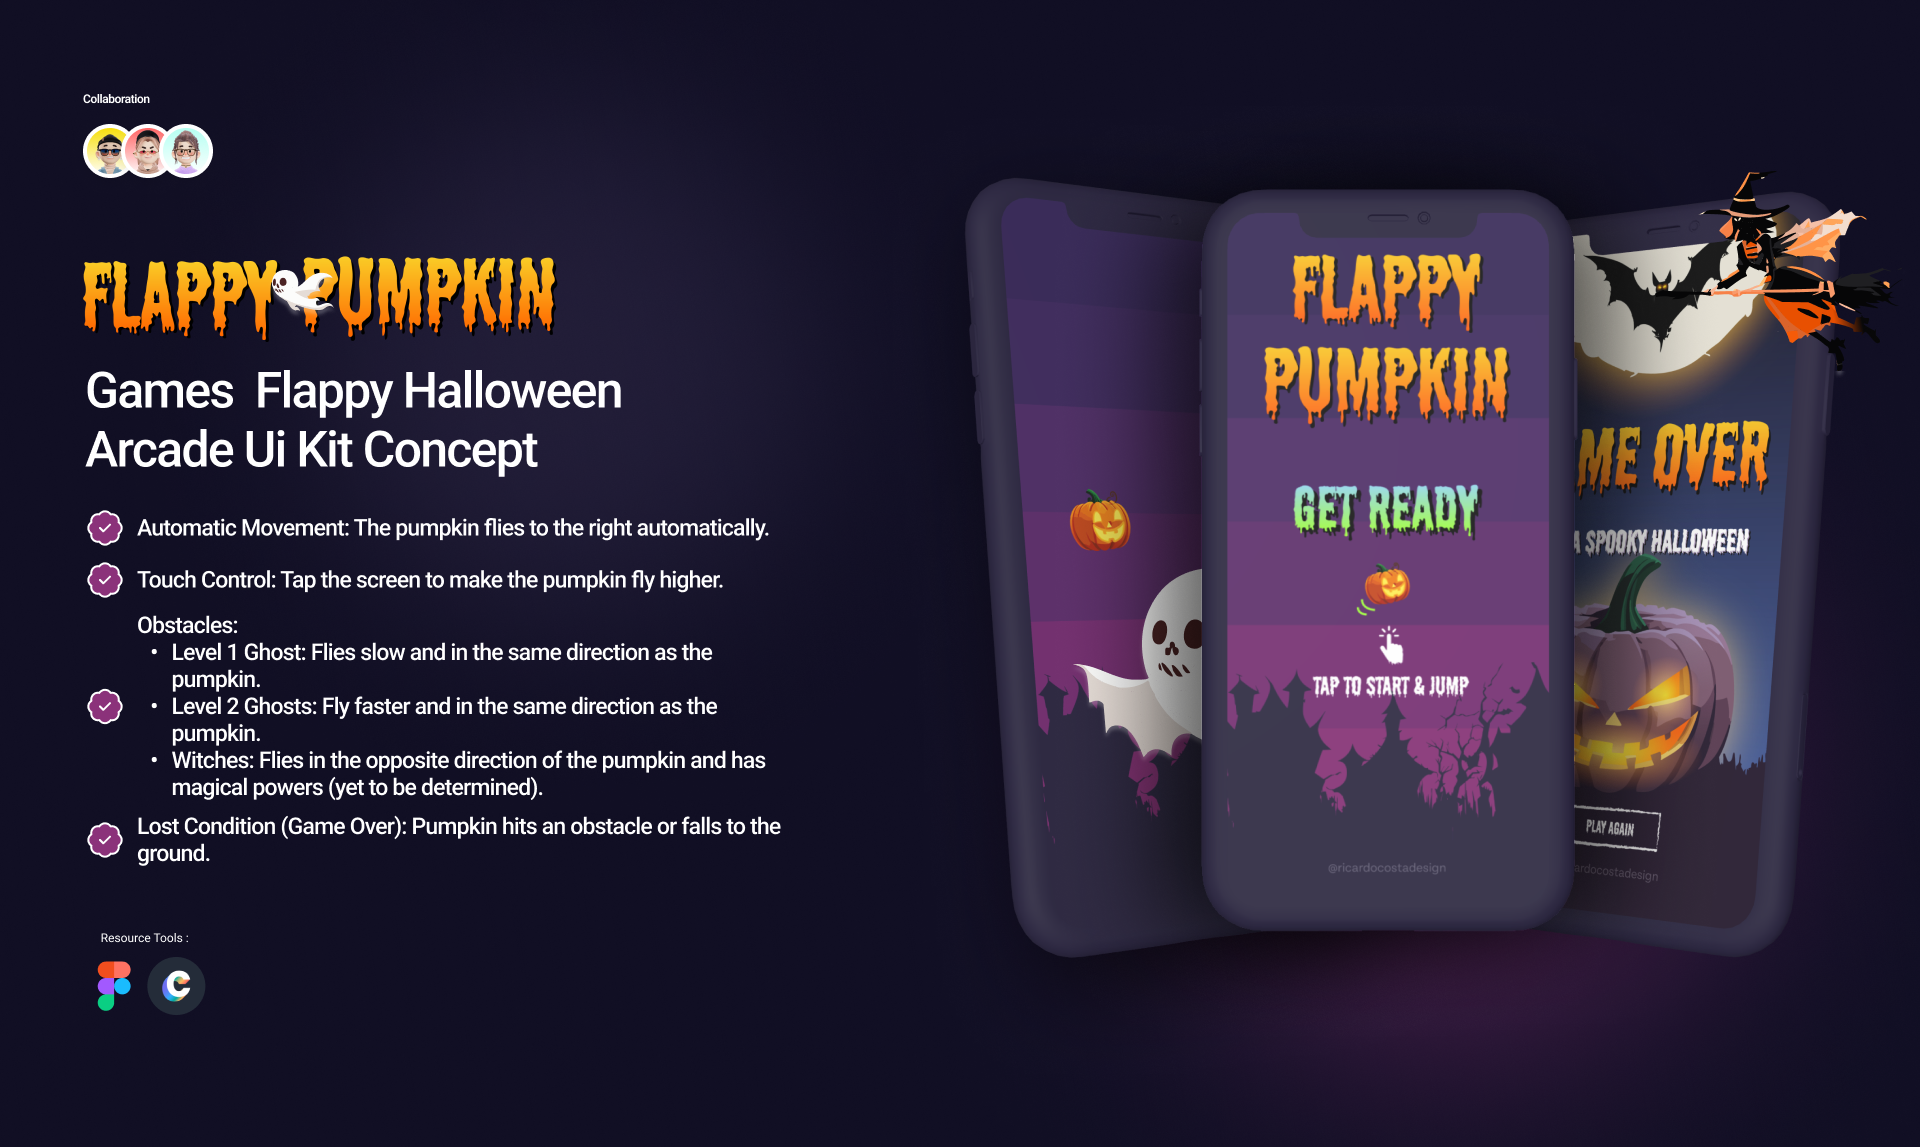 Collaboration
FLAPPY PUMPKIN
Games  Flappy Halloween
Arcade Ui Kit Concept
Automatic Movement: The pumpkin flies to the right automatically.
Touch Control: Tap the screen to make the pumpkin fly higher.
Obstacles:
• Level 1 Ghost: Flies slow and in the same direction as the
pumpkin.
• Level 2 Ghosts: Fly faster and in the same direction as the
pumpkin.
• Witches: Flies in the opposite direction of the pumpkin and has
magical powers (yet to be determined).
Lost Condition (Game Over): Pumpkin hits an obstacle or falls to the
ground.
Resource Tools :
C
FLAPPY
PUMPKIN
GET READY
TAP TO START & JUMP
@ricardocostadesign
ME OVER
A SPOOKY HALLOWEEN
PLAY AGAIN
ardocostadesign